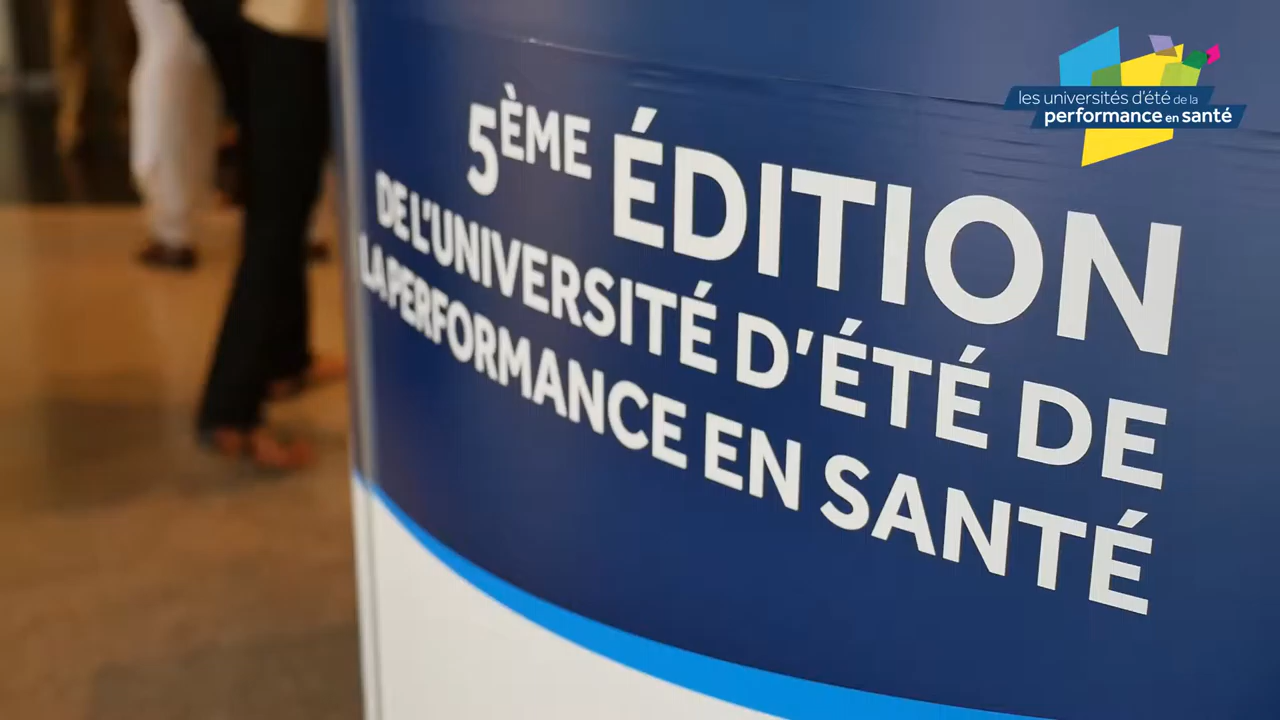 les universités d'été de la
performance en santé
5ÈME ÉDITION
DE L'UNIVERSITÉ D'ÉTÉ DE
LA PERFORMANCE EN SANTÉ